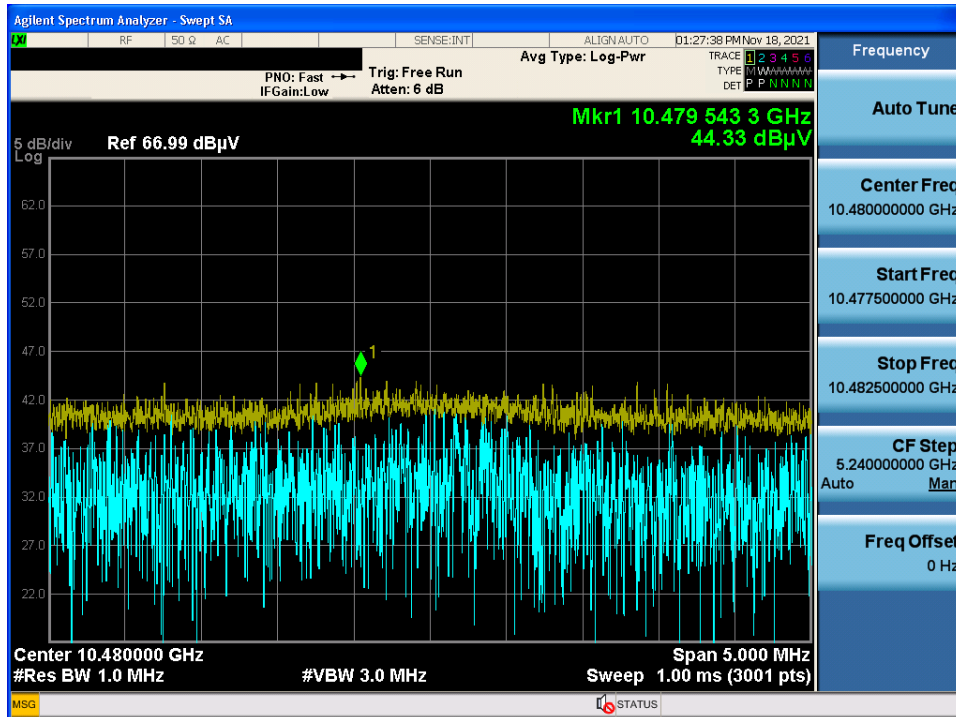 Agilent Spectrum Analyzer - Swept SA
LXI RF 50 Ω AC SENSE:INT ALIGN AUTO 01:27:38 PM Nov 18, 2021
Frequency
PNO: Fast Trig: Free Run Avg Type: Log-Pwr TRACE 1 2 3 4 5 6
IFGain:Low Atten: 6 dB TYPE M WWWWW
DET P P N N N N
Auto Tune
Mkr1 10.479 543 3 GHz
44.33 dBµV
5 dB/div Ref 66.99 dBµV
Log
62.0
57.0
52.0
47.0
42.0
37.0
32.0
27.0
22.0
1
Center Freq
10.480000000 GHz
Start Freq
10.477500000 GHz
Stop Freq
10.482500000 GHz
CF Step
5.240000000 GHz
Auto Man
Freq Offset
0 Hz
Center 10.480000 GHz Span 5.000 MHz
#Res BW 1.0 MHz #VBW 3.0 MHz Sweep 1.00 ms (3001 pts)
MSG STATUS